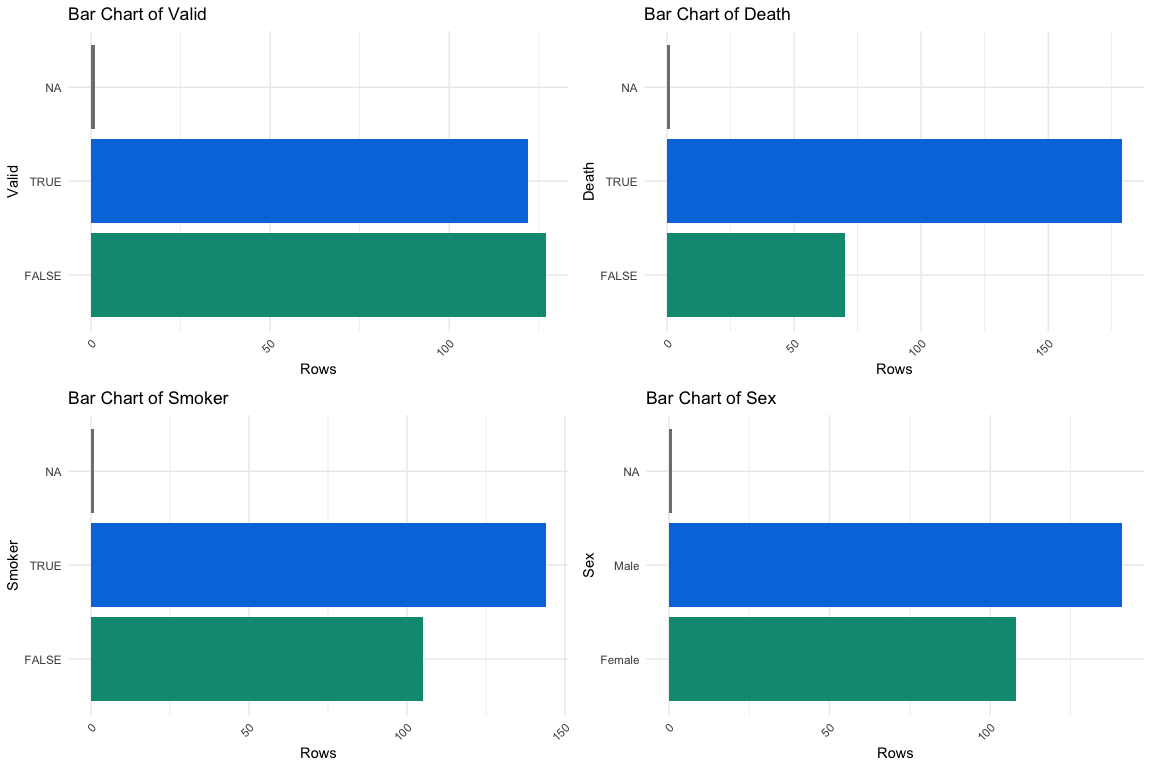 Bar Chart of Valid
Valid
NA
TRUE
FALSE
0
50
100
Rows
Bar Chart of Death
Death
NA
TRUE
FALSE
0
50
100
150
Rows
Bar Chart of Smoker
Smoker
NA
TRUE
FALSE
0
50
100
150
Rows
Bar Chart of Sex
Sex
NA
Male
Female
0
50
100
Rows